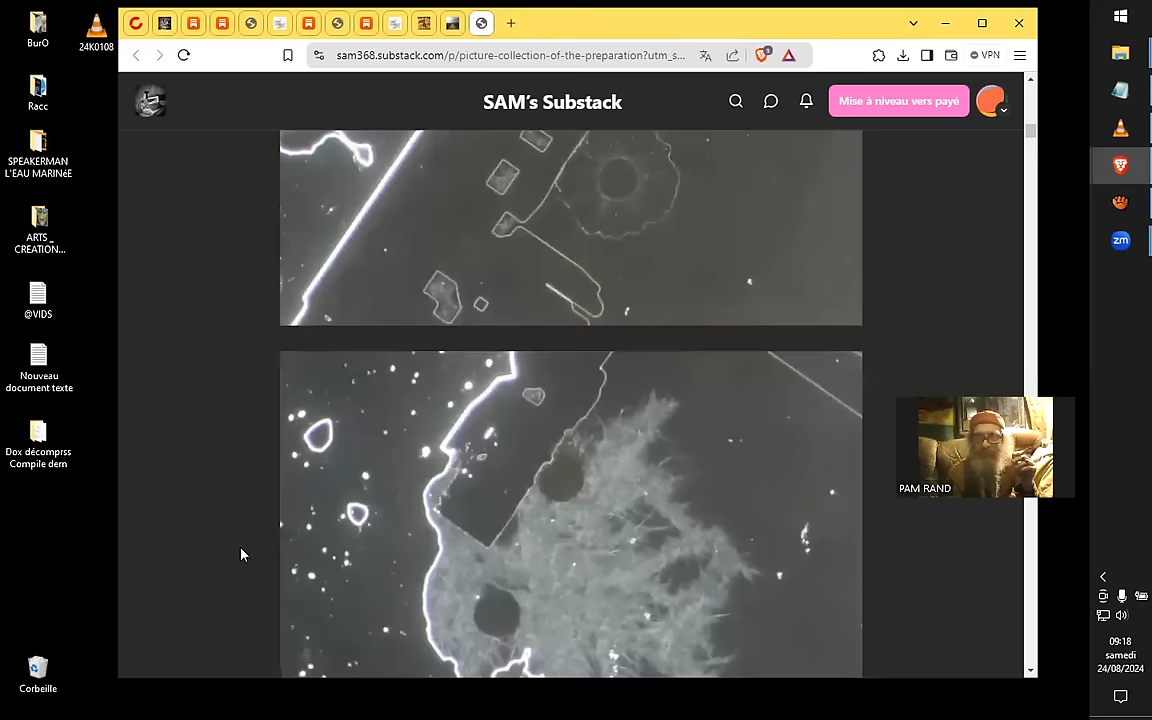 BurO
24K0108
Racc
SPEAKERMAN
L'EAU MARINéE
ARTS_
CREATION...
@VIDS
Nouveau
document texte
Dox décomprss
Compile dern
Corbeille
sam368.substack.com/p/picture-collection-of-the-preparation?utm_s...
VPN
SAM's Substack
Mise à niveau vers payé
PAM RAND
zm
09:18
samedi
24/08/2024